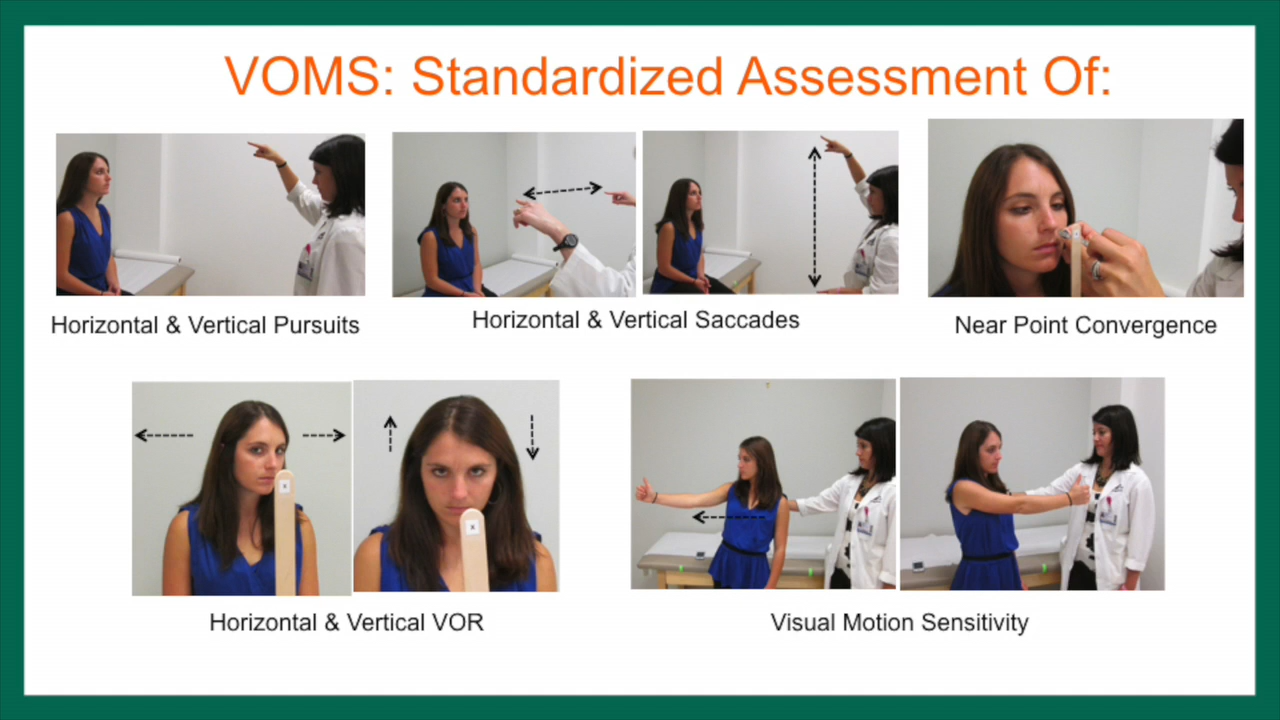 VOMS: Standardized Assessment Of:
Horizontal & Vertical Pursuits
Horizontal & Vertical Saccades
Near Point Convergence
x
x
Horizontal & Vertical VOR
Visual Motion Sensitivity